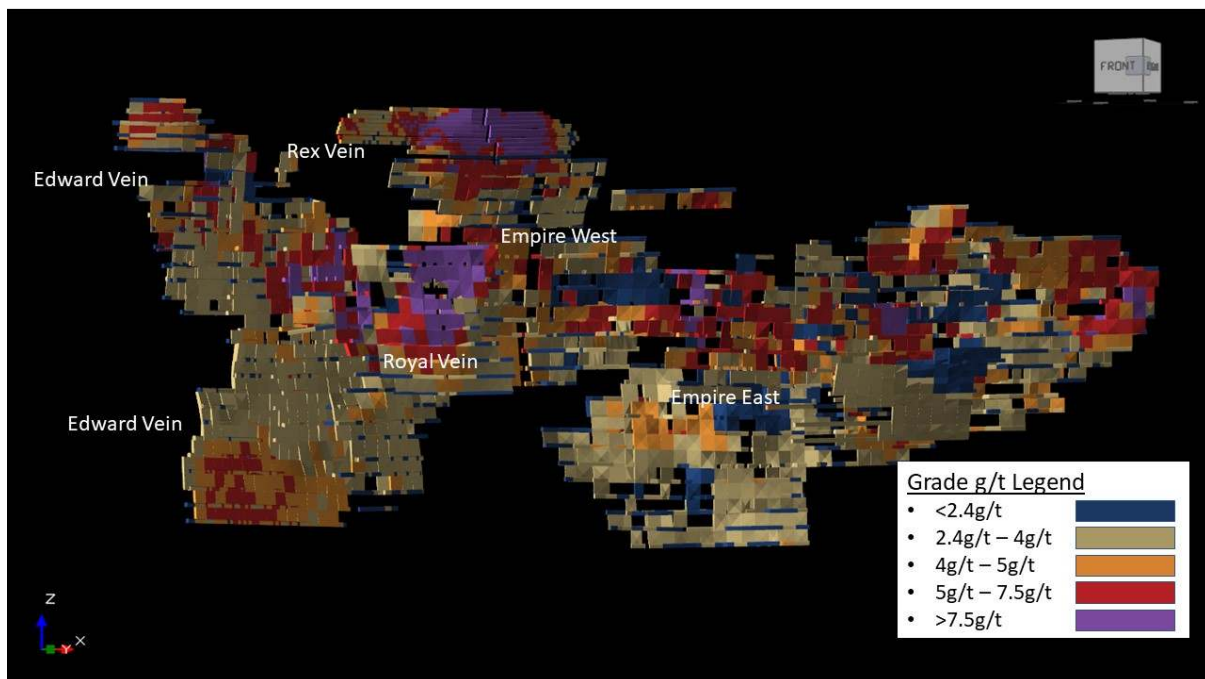 FRONT
Rex Vein
Edward Vein
Empire West
Royal Vein
Empire East
Edward Vein
Grade g/t Legend
• <2.4g/t
• 2.4g/t – 4g/t
• 4g/t – 5g/t
• 5g/t – 7.5g/t
• >7.5g/t
Z
Y X